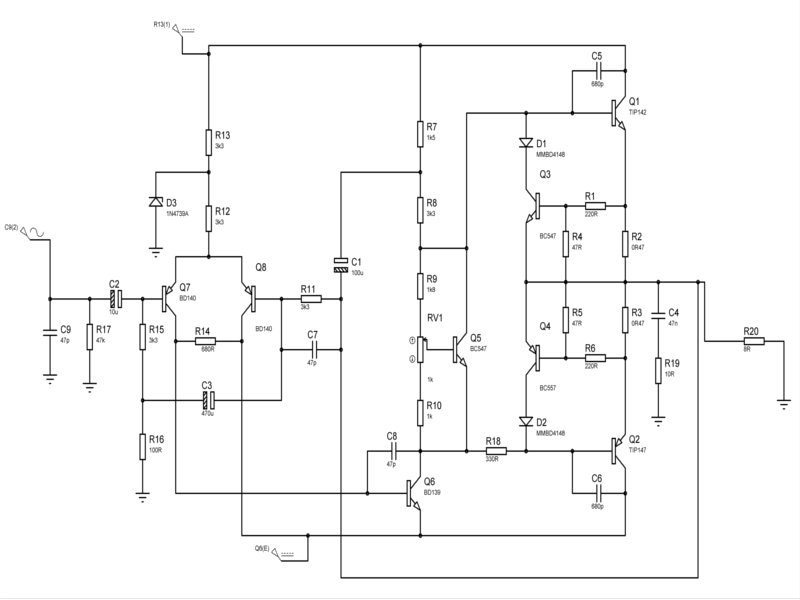 R13(1)
C5
680p
Q1
TIP142
R7
1k5
R13
3k3
D1
MMBD4148
Q3
D3
1N4739A
R12
3k3
R8
3k3
R1
220R
C9(2)
BC547
R4
47R
R2
0R47
C1
100u
Q7
BD140
Q8
BD140
R11
3k3
R9
1k8
C2
10u
RV1
1k
C9
47p
R17
47k
R15
3k3
R14
680R
C7
47p
Q5
BC547
Q4
BC557
R5
47R
R6
220R
R3
0R47
C4
47n
R20
8R
R19
10R
C3
470u
R10
1k
D2
MMBD4148
R16
100R
C8
47p
R18
330R
Q2
TIP147
Q6
BD139
C6
680p
Q6(E)